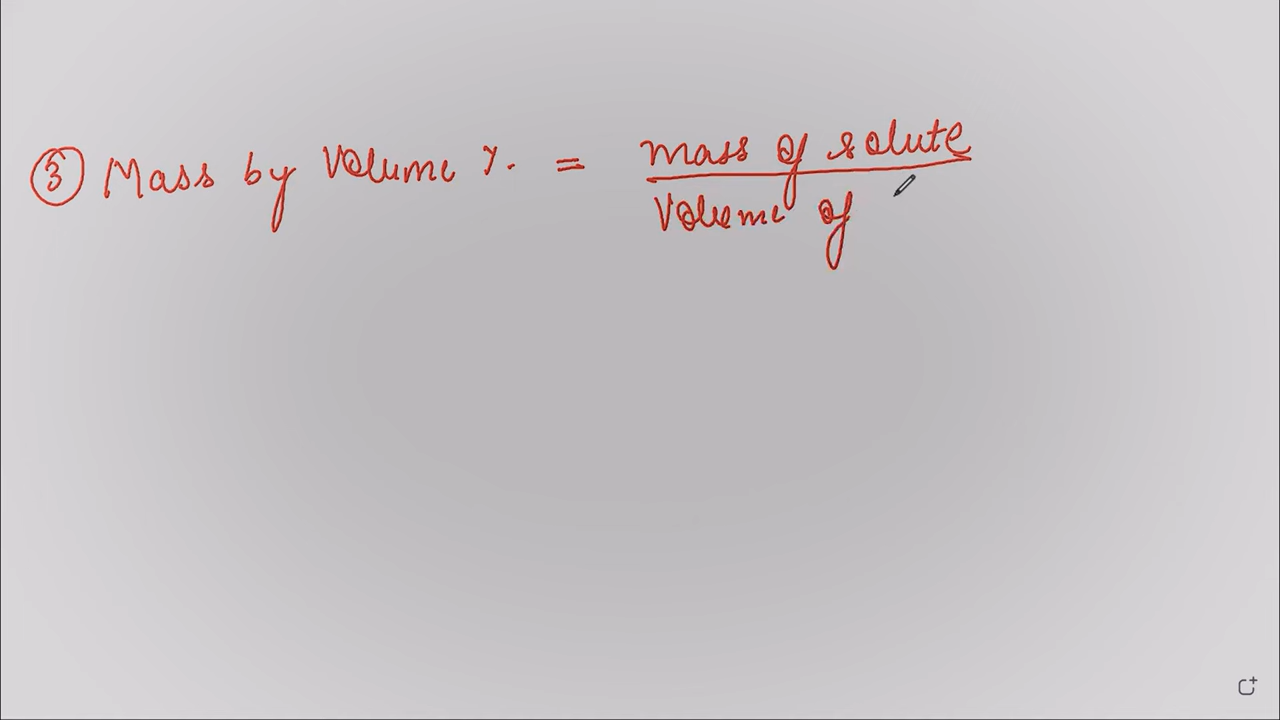 ③ Mass by Volume % = mass of solute
Volume of